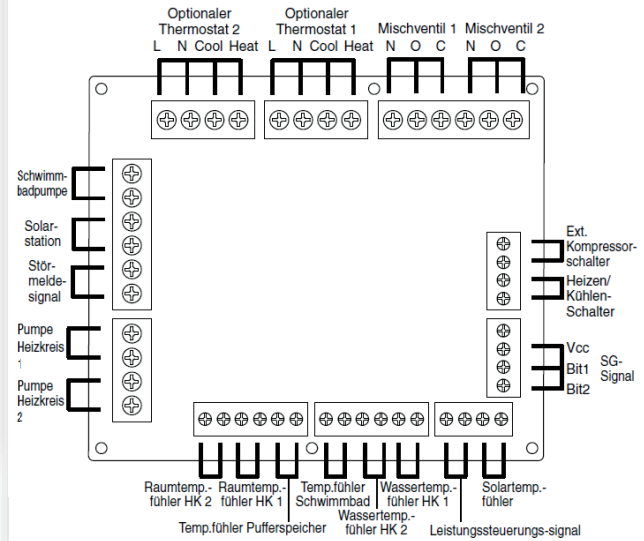 Optionaler
Thermostat 2
Optionaler
Thermostat 1
Mischventil 1
Mischventil 2
L N Cool Heat
L N Cool Heat
N O C
N O C
Schwimm-
badpumpe
Solar-
station
Stör-
melde-
signal
Pumpe
Heizkreis
1
Pumpe
Heizkreis
2
Ext.
Kompressor-
schalter
Heizen/
Kühlen-
Schalter
Vcc
Bit1
Bit2
SG-
Signal
Raumtemp.-
fühler HK 2
Raumtemp.-
fühler HK 1
Temp.fühler Pufferspeicher
Temp.fühler
Schwimmbad
Wassertemp.-
fühler HK 2
Wassertemp.-
fühler HK 1
Leistungssteuerungs-signal
Solartemp.-
fühler